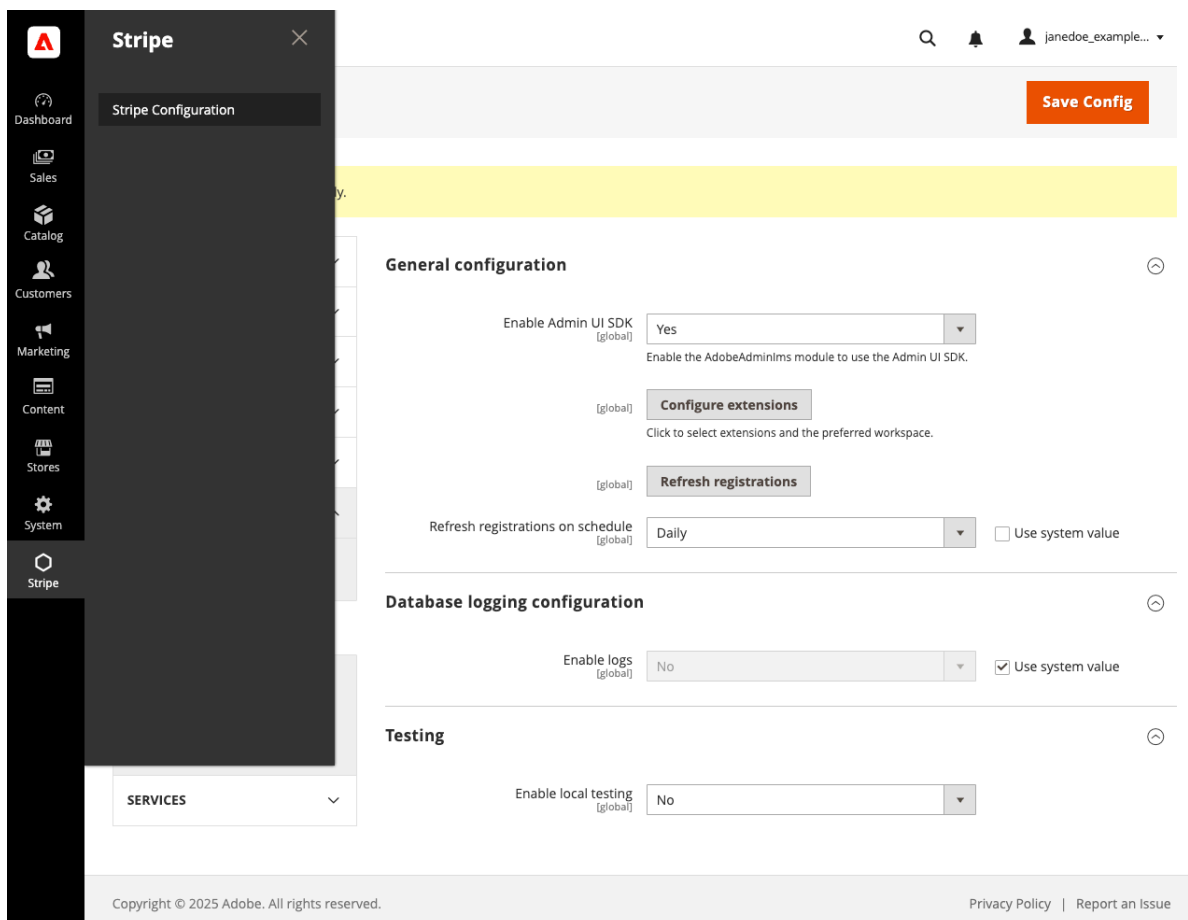 Stripe
janedoe_example...
Stripe Configuration
Save Config
Dashboard
Sales
Catalog
Customers
Marketing
Content
Stores
System
Stripe
General configuration
Enable Admin UI SDK
[global]
Yes
Enable the AdobeAdminIms module to use the Admin UI SDK.
[global]
Configure extensions
Click to select extensions and the preferred workspace.
[global]
Refresh registrations
Refresh registrations on schedule
[global]
Daily
Use system value
Database logging configuration
Enable logs
[global]
No
Use system value
Testing
Enable local testing
[global]
No
SERVICES
Copyright © 2025 Adobe. All rights reserved.
Privacy Policy | Report an Issue